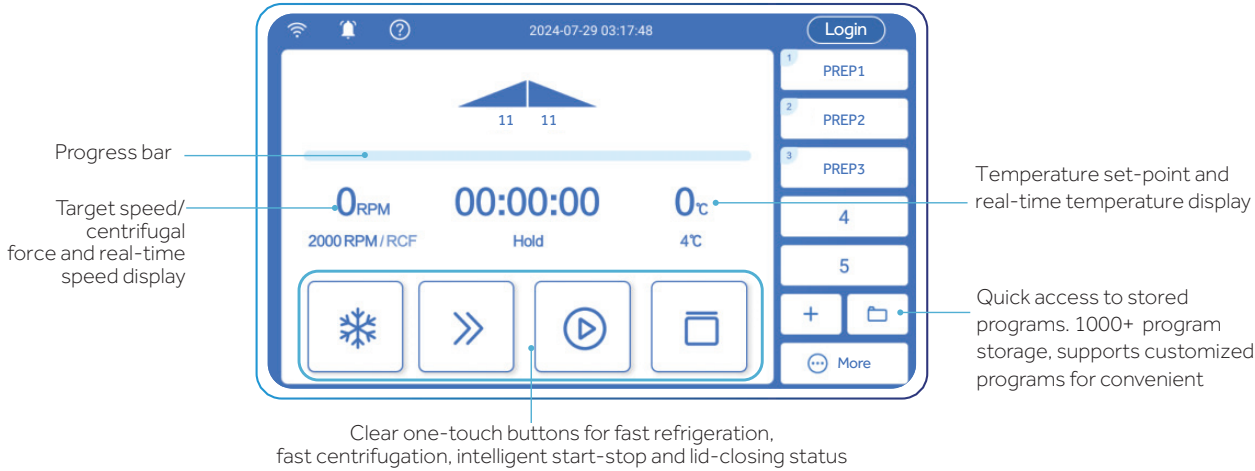 2024-07-29 03:17:48
Login
11 11
Progress bar
Target speed/
centrifugal
force and real-time
speed display
0RPM
2000 RPM / RCF
00:00:00
Hold
0℃
4℃
1
PREP1
2
PREP2
3
PREP3
4
5
+
More
Temperature set-point and
real-time temperature display
Quick access to stored
programs. 1000+ program
storage, supports customized
programs for convenient
Clear one-touch buttons for fast refrigeration,
fast centrifugation, intelligent start-stop and lid-closing status